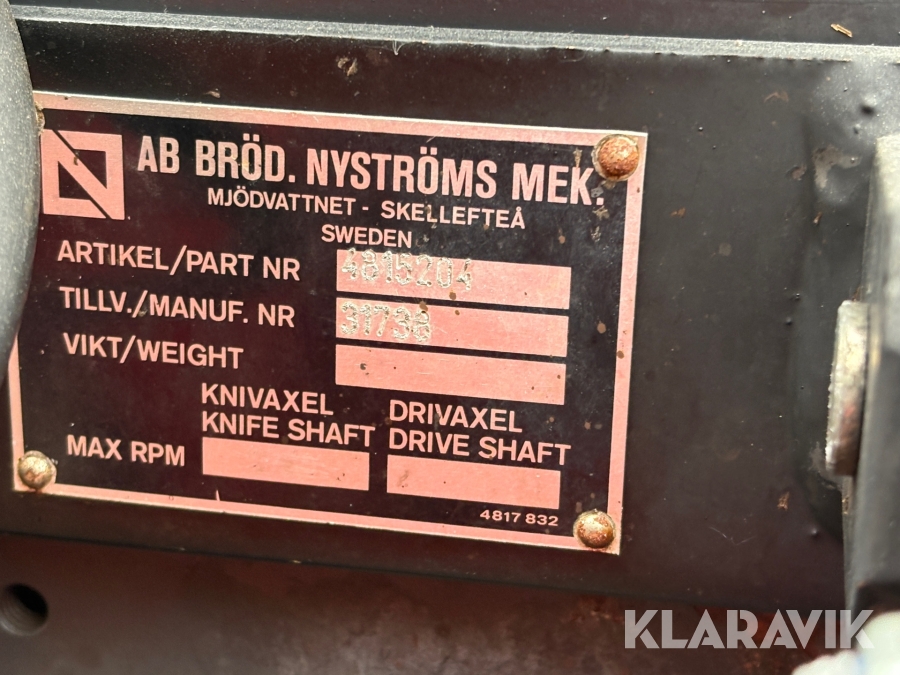 AB BRÖD. NYSTRÖMS MEK.
MJÖDVATTNET - SKELLEFTEÅ
SWEDEN
ARTIKEL/PART NR 4815204
TILLV./MANUF. NR 31738
VIKT/WEIGHT
KNIVAXEL DRIVAXEL
KNIFE SHAFT DRIVE SHAFT
MAX RPM
4817 832
KLARAVIK